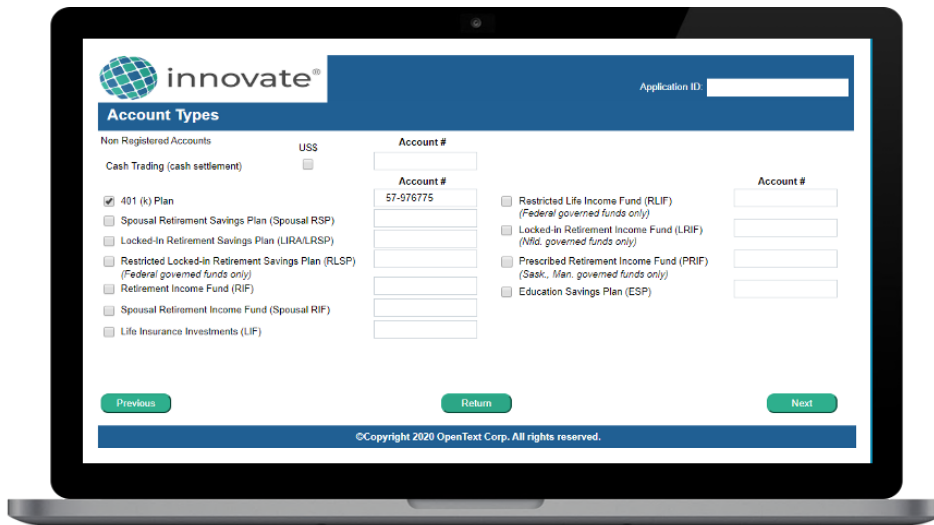 innovate®
Application ID:
Account Types
Non Registered Accounts
US$
Account #
Cash Trading (cash settlement)
Account #
401 (k) Plan
57-976775
Spousal Retirement Savings Plan (Spousal RSP)
Locked-In Retirement Savings Plan (LIRA/LRSP)
Restricted Locked-in Retirement Savings Plan (RLSP)
(Federal governed funds only)
Retirement Income Fund (RIF)
Spousal Retirement Income Fund (Spousal RIF)
Life Insurance Investments (LIF)
Account #
Restricted Life Income Fund (RLIF)
(Federal governed funds only)
Locked-in Retirement Income Fund (LRIF)
(Nfld. governed funds only)
Prescribed Retirement Income Fund (PRIF)
(Sask., Man. governed funds only)
Education Savings Plan (ESP)
Previous
Return
Next
©Copyright 2020 OpenText Corp. All rights reserved.